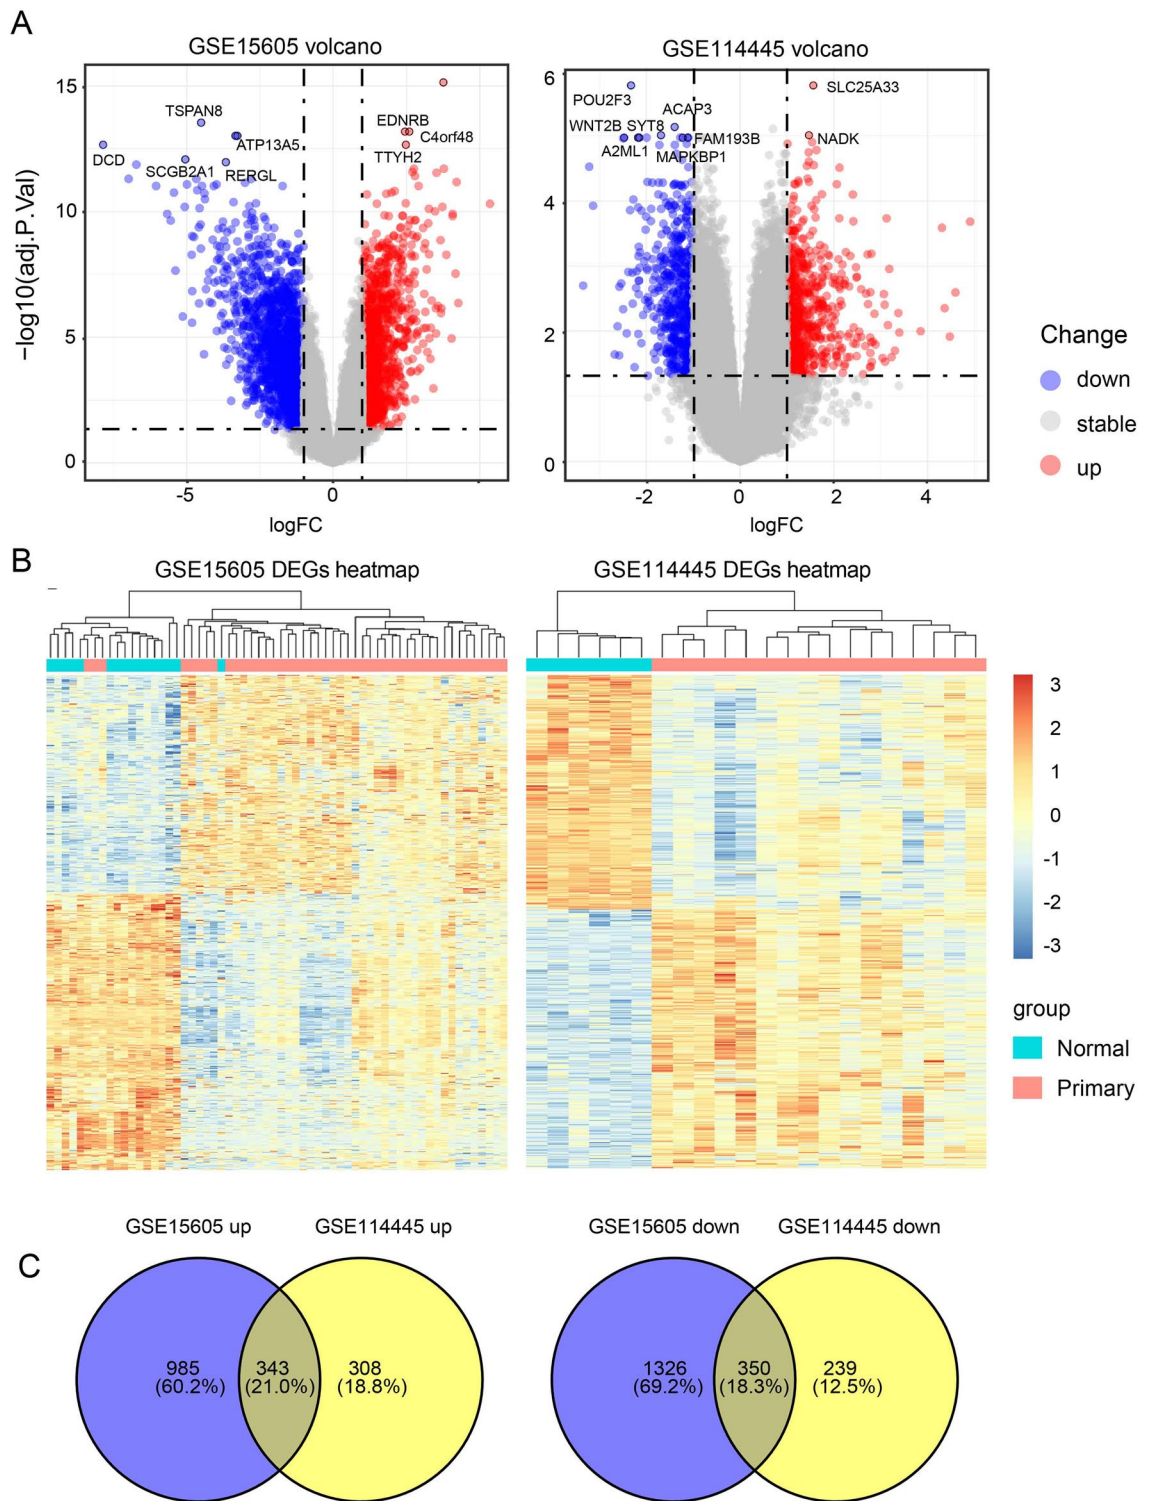 A
GSE15605 volcano
GSE114445 volcano
−log10(adj.P.Val)
15
10
5
0
TSPAN8
ATP13A5
DCD
SCGB2A1
RERGL
EDNRB
C4orf48
TTYH2
-5
0
logFC
6
4
2
0
POU2F3
ACAP3
WNT2B
SYT8
FAM193B
A2ML1
MAPKBP1
SLC25A33
NADK
-2
0
2
4
logFC
Change
down
stable
up
B
GSE15605 DEGs heatmap
GSE114445 DEGs heatmap
3
2
1
0
-1
-2
-3
group
Normal
Primary
C
GSE15605 up
GSE114445 up
985
(60.2%)
343
(21.0%)
308
(18.8%)
GSE15605 down
GSE114445 down
1326
(69.2%)
350
(18.3%)
239
(12.5%)